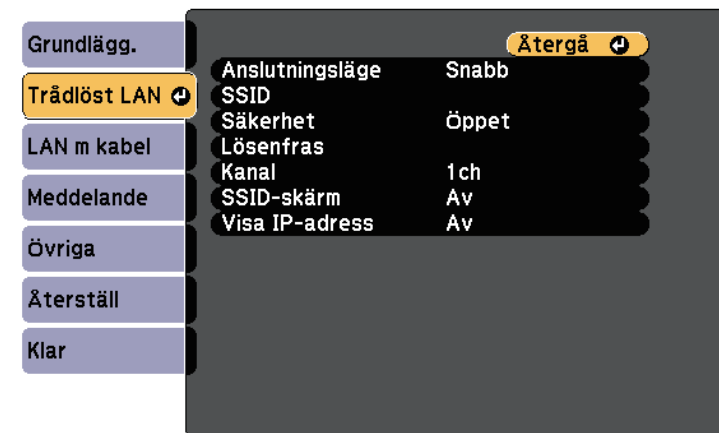 Grundlägg.
Trådlöst LAN
LAN m kabel
Meddelande
Övriga
Återställ
Klar
Återgå
Anslutningsläge Snabb
SSID
Säkerhet Öppet
Lösenfras
Kanal 1ch
SSID-skärm Av
Visa IP-adress Av